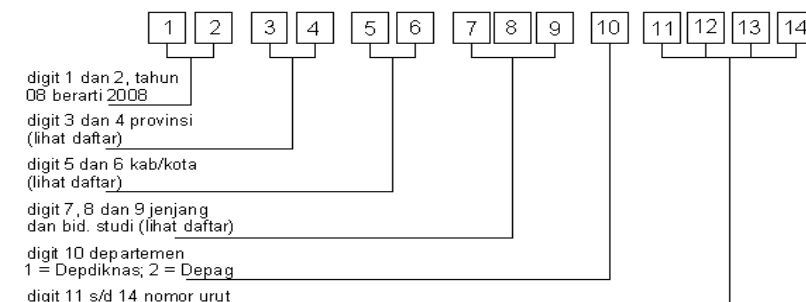 1 2 3 4 5 6 7 8 9 10 11 12 13 14
digit 1 dan 2, tahun
08 berarti 2008
digit 3 dan 4 provinsi
(lihat daftar)
digit 5 dan 6 kab/kota
(lihat daftar)
digit 7, 8 dan 9 jenjang
dan bid. studi (lihat daftar)
digit 10 departemen
1 = Depdiknas; 2 = Depag
digit 11 s/d 14 nomor urut